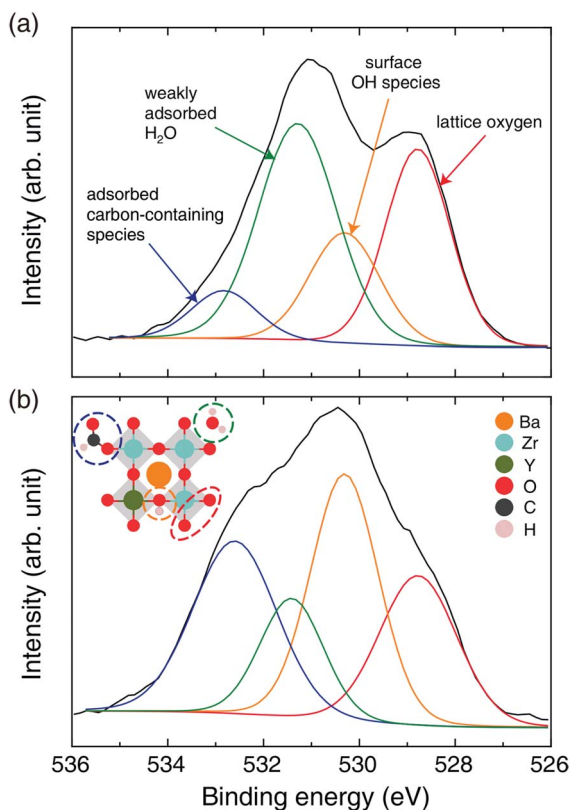 (a)
surface
OH species
weakly
adsorbed
H₂O
lattice oxygen
adsorbed
carbon-containing
species
Intensity (arb. unit)
(b)
Ba
Zr
Y
O
C
H
Intensity (arb. unit)
536 534 532 530 528 526
Binding energy (eV)